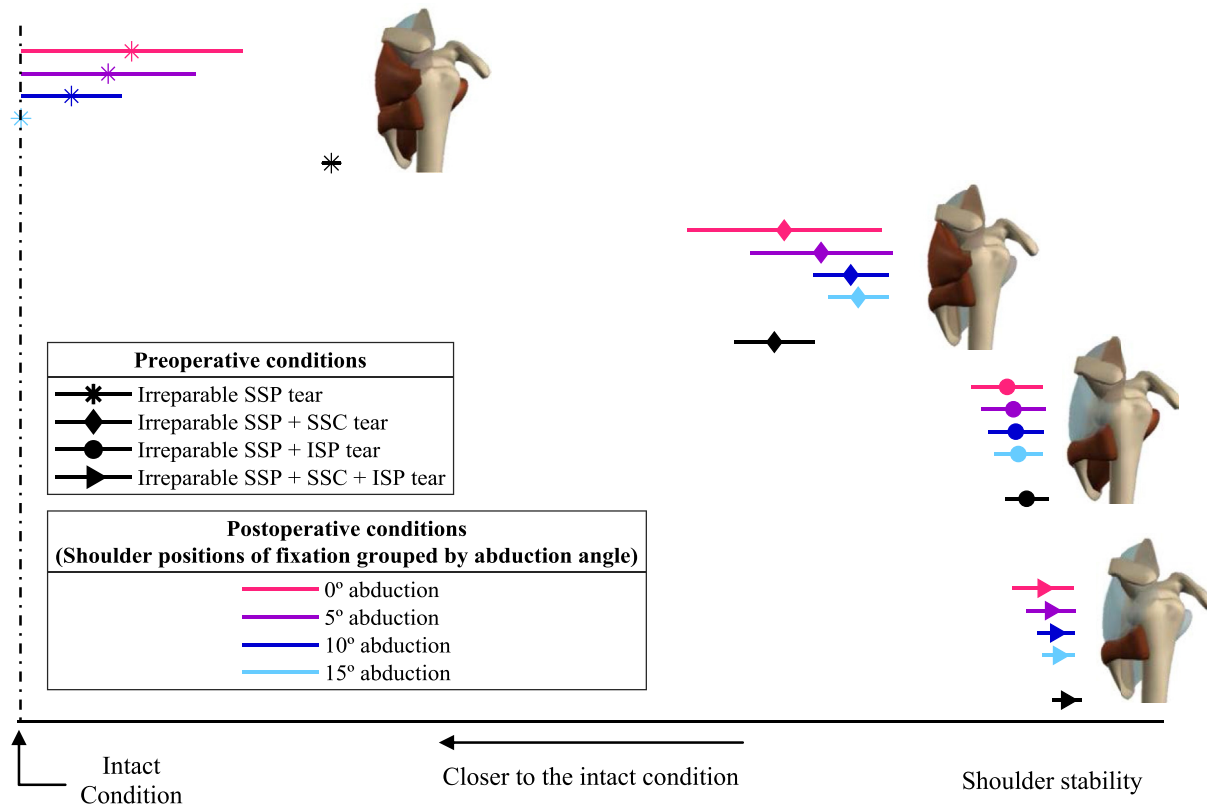 Preoperative conditions
Irreparable SSP tear
Irreparable SSP + SSC tear
Irreparable SSP + ISP tear
Irreparable SSP + SSC + ISP tear
Postoperative conditions
(Shoulder positions of fixation grouped by abduction angle)
0º abduction
5º abduction
10º abduction
15º abduction
Intact
Condition
Closer to the intact condition
Shoulder stability